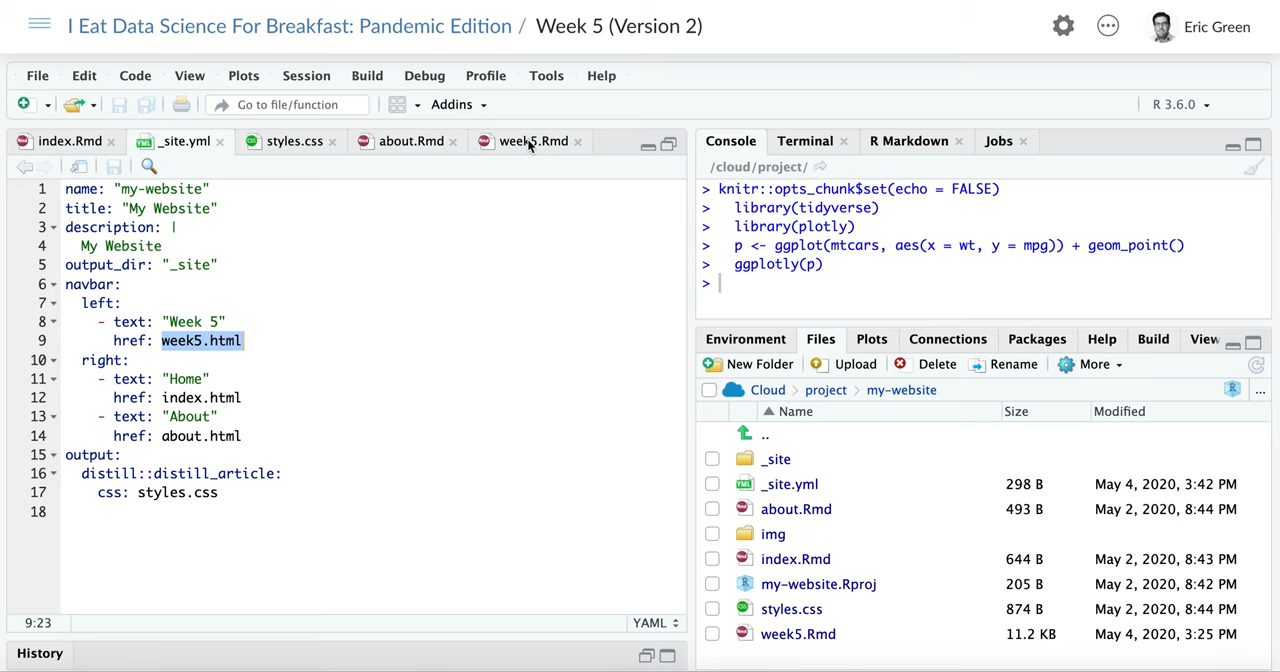 I Eat Data Science For Breakfast: Pandemic Edition / Week 5 (Version 2)
Eric Green
File Edit Code View Plots Session Build Debug Profile Tools Help
Go to file/function
Addins
R 3.6.0
index.Rmd
_site.yml
styles.css
about.Rmd
week5.Rmd
1 name: "my-website"
2 title: "My Website"
3 description: |
4 My Website
5 output_dir: "_site"
6 navbar:
7 left:
8 - text: "Week 5"
9 href: week5.html
10 right:
11 - text: "Home"
12 href: index.html
13 - text: "About"
14 href: about.html
15 output:
16 distill::distill_article:
17 css: styles.css
18
9:23
YAML
History
Console Terminal R Markdown Jobs
/cloud/project/
> knitr::opts_chunk$set(echo = FALSE)
> library(tidyverse)
> library(plotly)
> p <- ggplot(mtcars, aes(x = wt, y = mpg)) + geom_point()
> ggplotly(p)
>
Environment Files Plots Connections Packages Help Build View
New Folder Upload Delete Rename More
Cloud > project > my-website
...
Name Size Modified
..
_site
_site.yml 298 B May 4, 2020, 3:42 PM
about.Rmd 493 B May 2, 2020, 8:44 PM
img
index.Rmd 644 B May 2, 2020, 8:43 PM
my-website.Rproj 205 B May 2, 2020, 8:42 PM
styles.css 874 B May 2, 2020, 8:44 PM
week5.Rmd 11.2 KB May 4, 2020, 3:25 PM